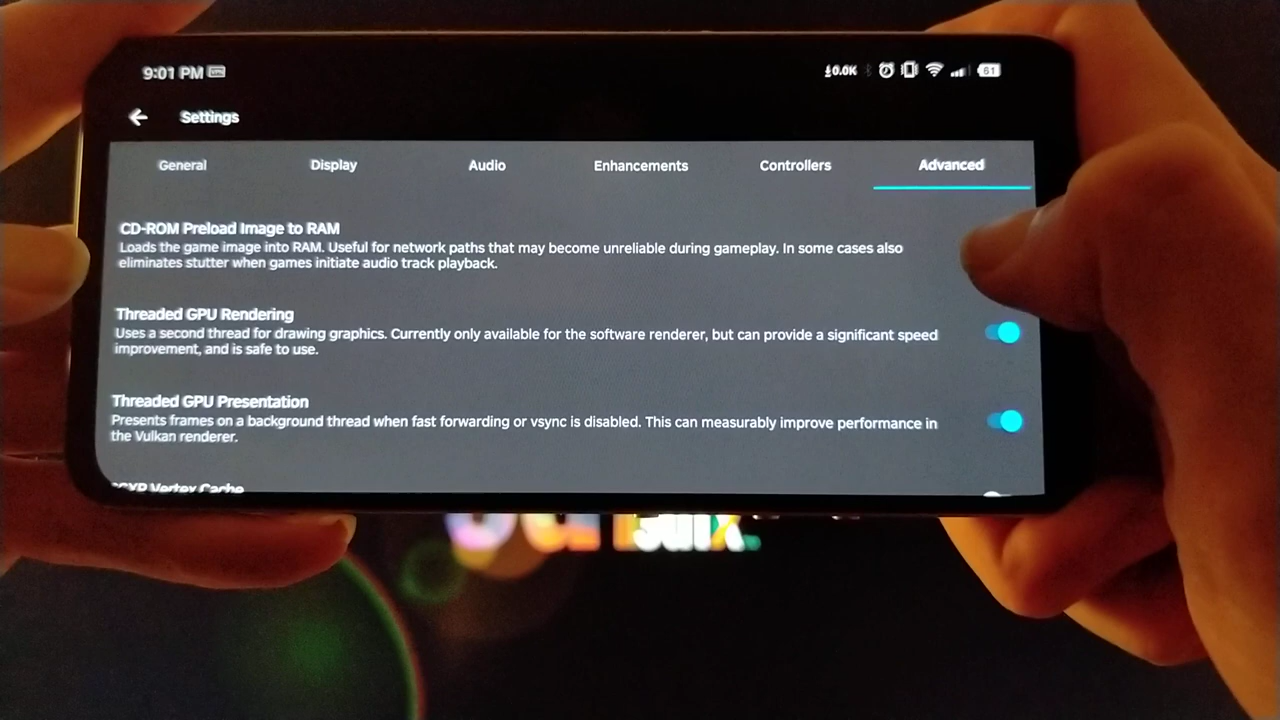 9:01 PM
0.0K
61
Settings
General Display Audio Enhancements Controllers Advanced
CD-ROM Preload Image to RAM
Loads the game image into RAM. Useful for network paths that may become unreliable during gameplay. In some cases also
eliminates stutter when games initiate audio track playback.
Threaded GPU Rendering
Uses a second thread for drawing graphics. Currently only available for the software renderer, but can provide a significant speed
improvement, and is safe to use.
Threaded GPU Presentation
Presents frames on a background thread when fast forwarding or vsync is disabled. This can measurably improve performance in
the Vulkan renderer.
Vertex Cache